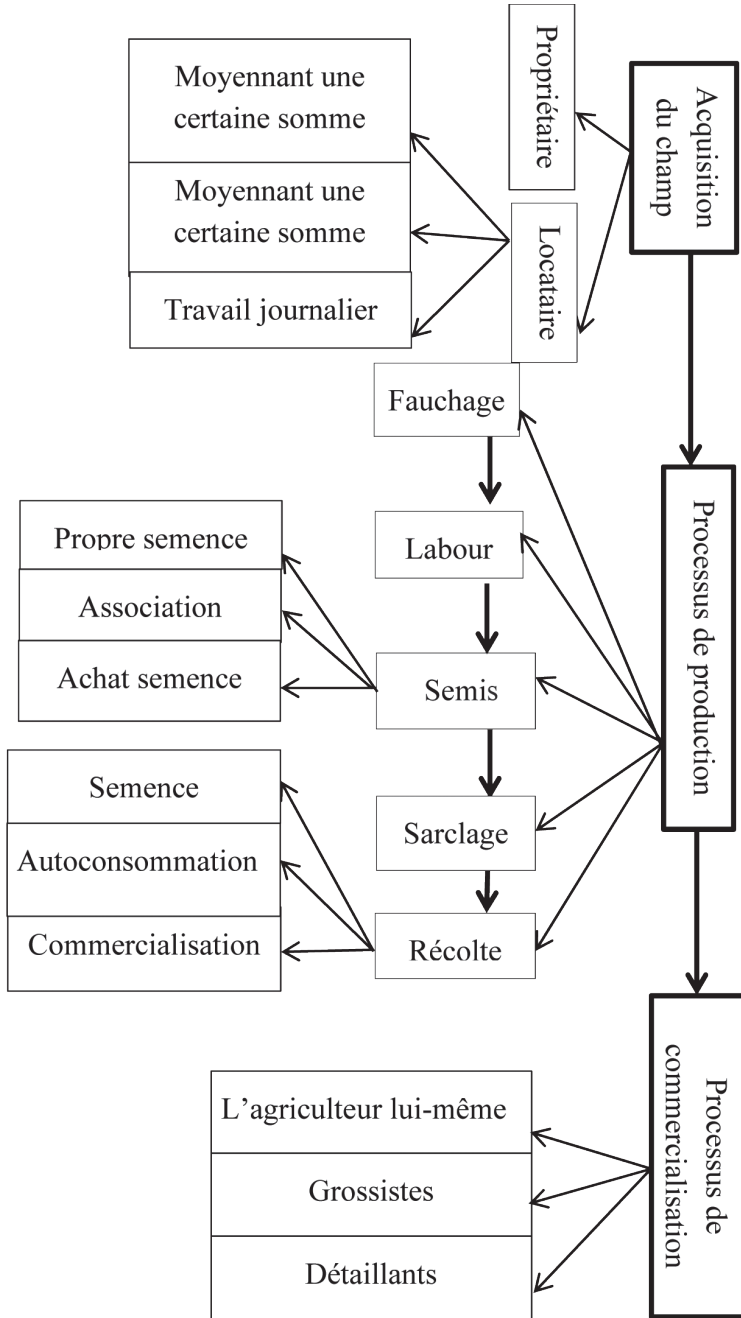 Moyennant une
certaine somme
Moyennant une
certaine somme
Travail journalier
Propriétaire
Locataire
Acquisition
du champ
Fauchage
Labour
Semis
Sarclage
Récolte
Propre semence
Association
Achat semence
Semence
Autoconsommation
Commercialisation
Processus de production
L’agriculteur lui-même
Grossistes
Détaillants
Processus de
commercialisation